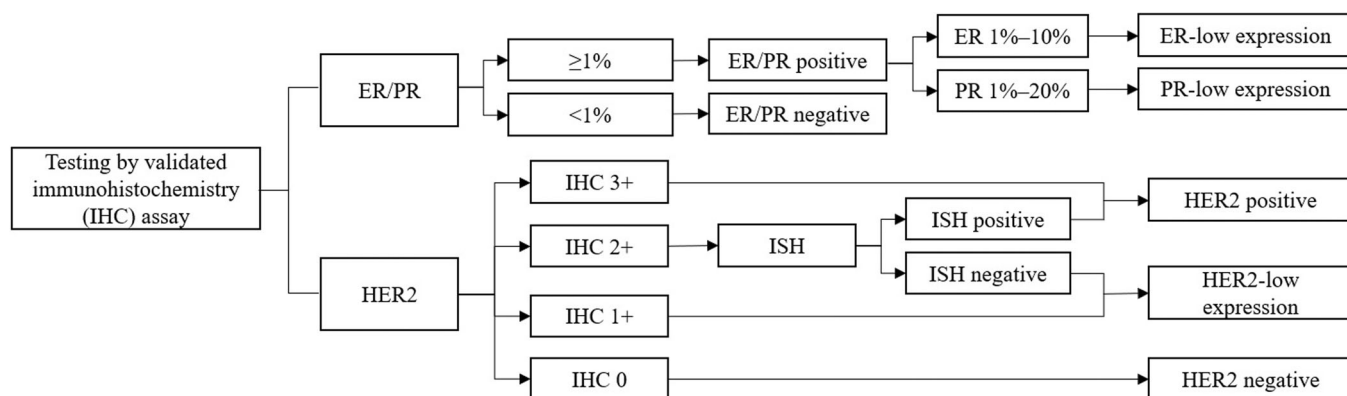 Testing by validated
immunohistochemistry
(IHC) assay
ER/PR
≥1%
ER/PR positive
ER 1%–10%
ER-low expression
PR 1%–20%
PR-low expression
<1%
ER/PR negative
HER2
IHC 3+
HER2 positive
IHC 2+
ISH
ISH positive
ISH negative
HER2-low
expression
IHC 1+
IHC 0
HER2 negative